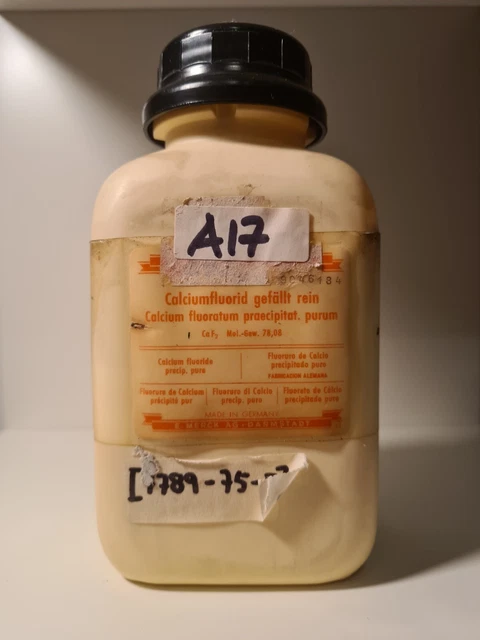 A17
Calciumfluorid gefällt rein
Calcium fluoratum praecipitat. purum
CaF₂ Mol.-Gew. 78,08
Calcium fluoride
precip. pure
Fluoruro de Calcio
precipitado puro
FABRICACION ALEMANA
Fluorure de Calcium
précipité pur
Fluoruro di Calcio
precip. puro
Fluoreto de Cálcio
precipitado puro
MADE IN GERMANY
E. MERCK AG · DARMSTADT
[7789-75-